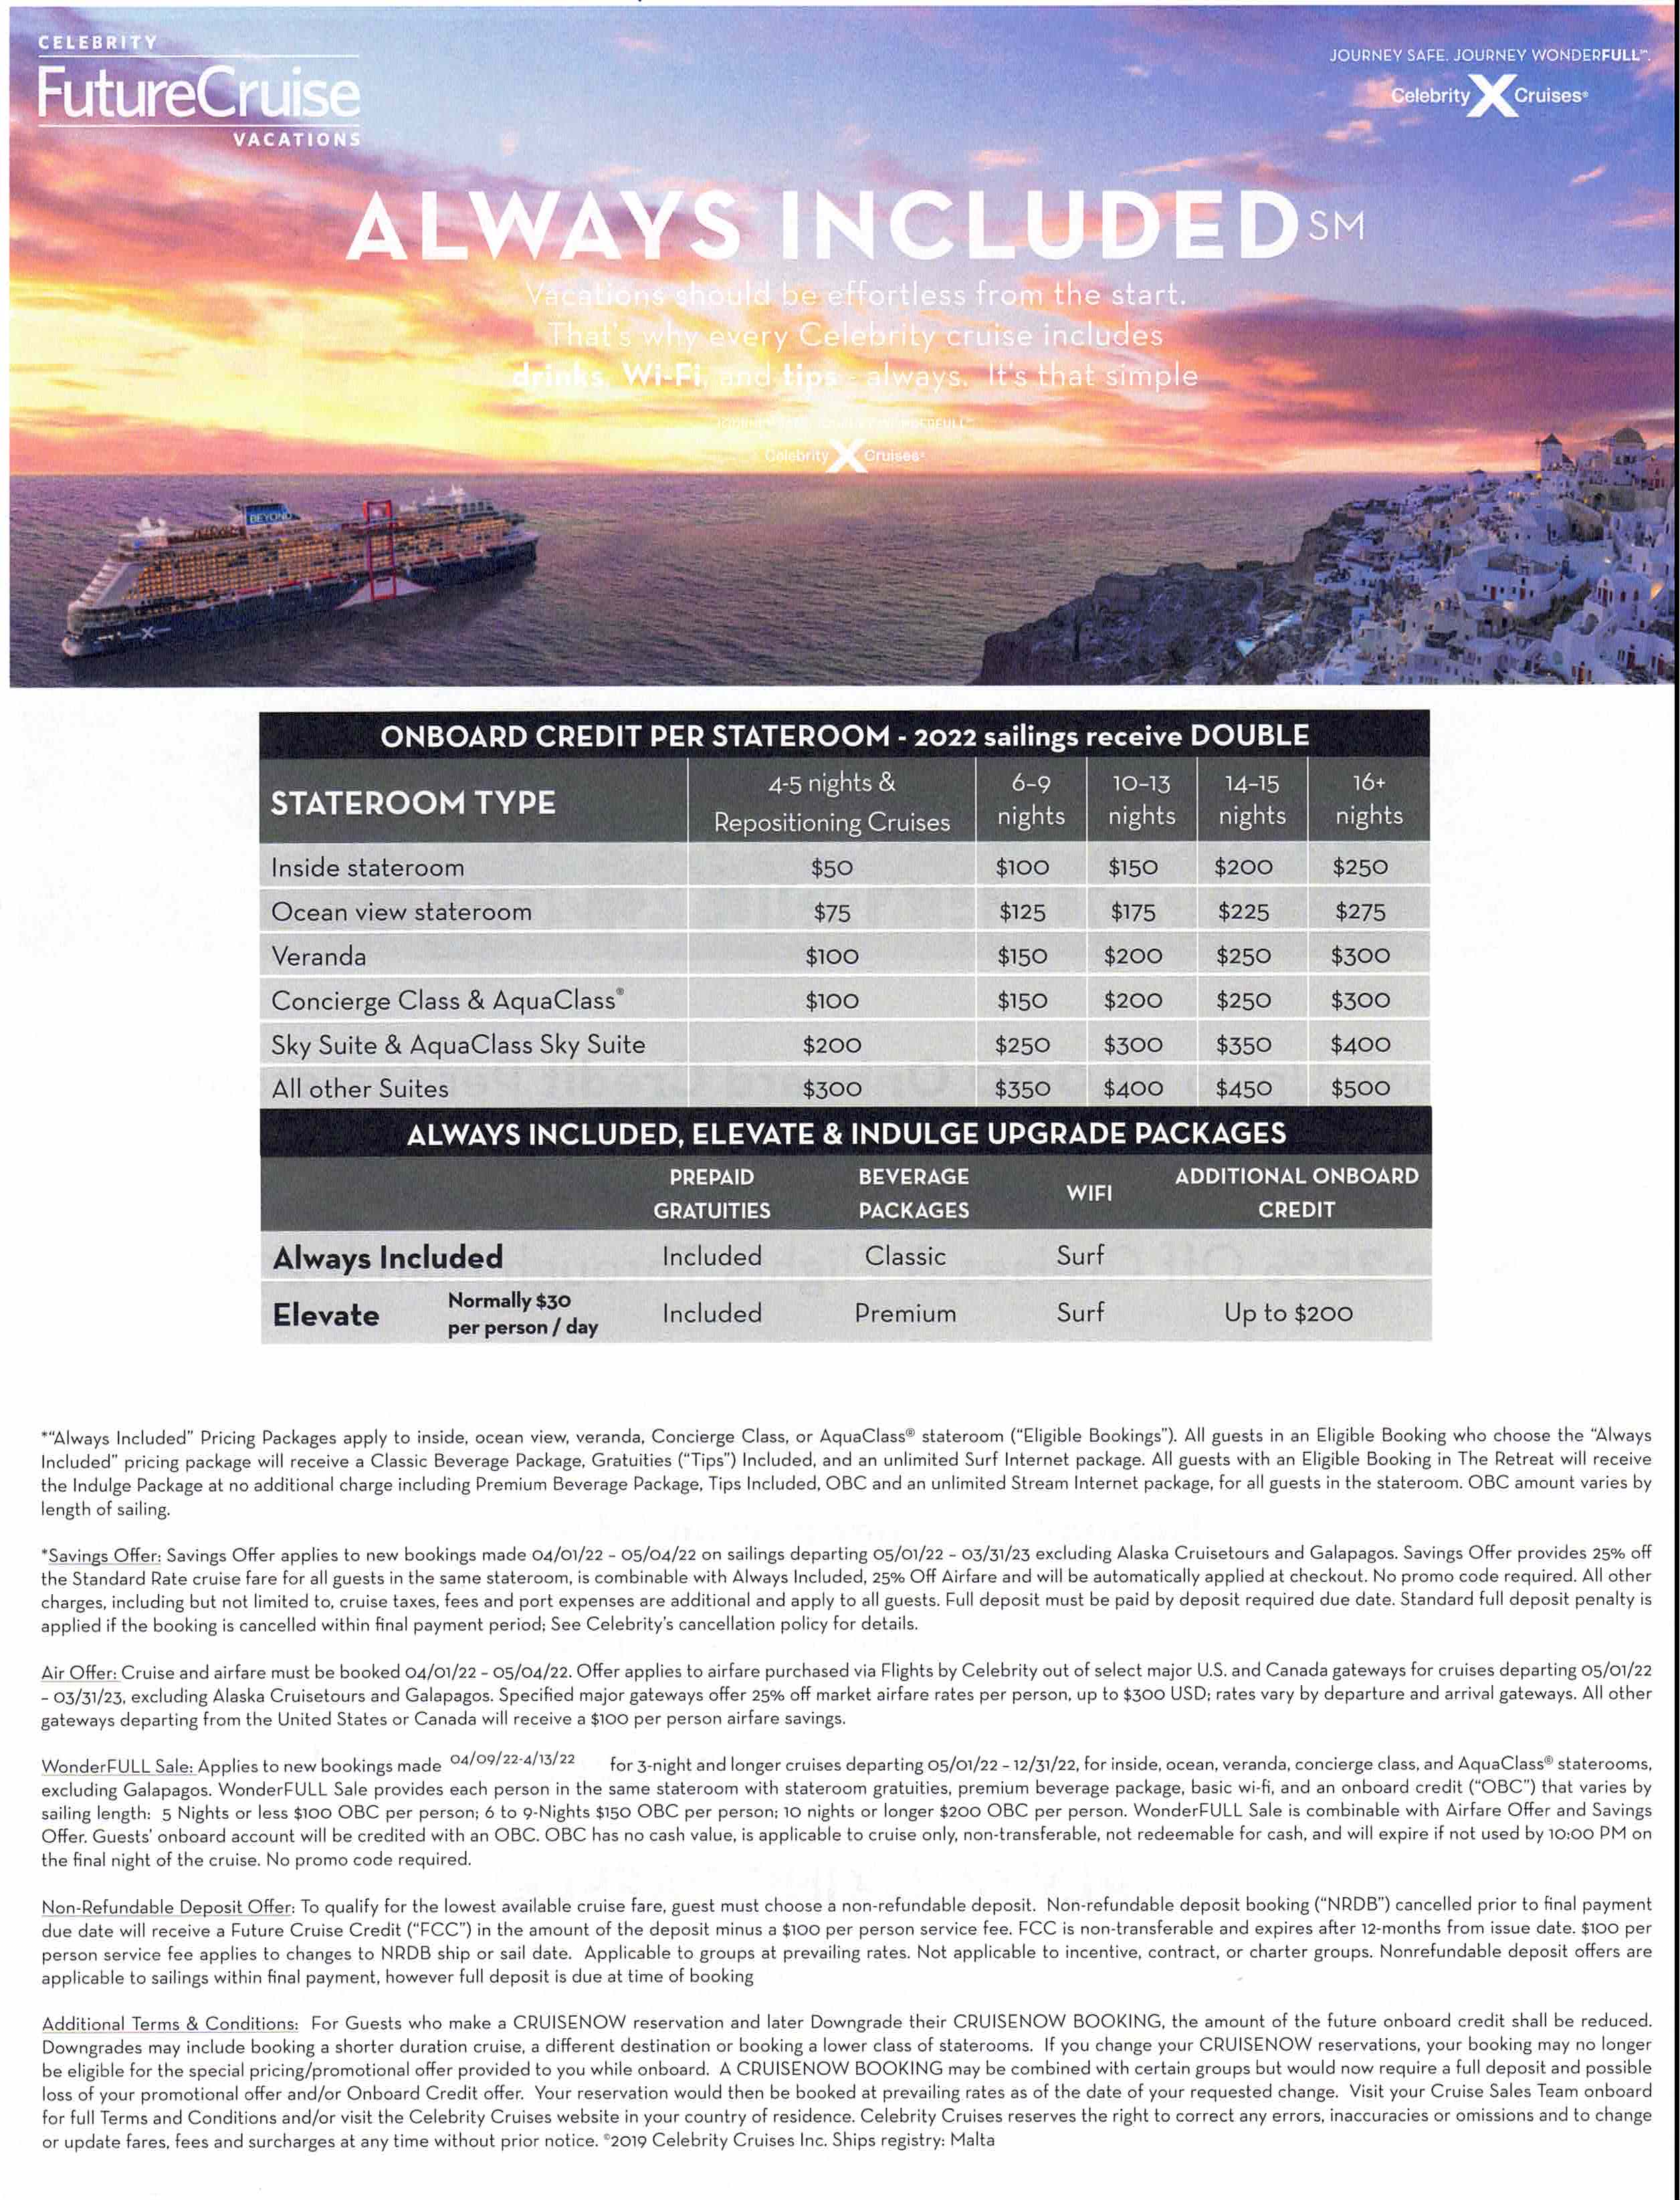 CELEBRITY
FutureCruise
VACATIONS
JOURNEY SAFE. JOURNEY WONDERFULL℠.
Celebrity X Cruises®
ALWAYS INCLUDED SM
Vacations should be effortless from the start.
That's why every Celebrity cruise includes
drinks, Wi-Fi, and tips - always. It's that simple
Celebrity X Cruises®
BEYOND
X
ONBOARD CREDIT PER STATEROOM - 2022 sailings receive DOUBLE
STATEROOM TYPE 4-5 nights & Repositioning Cruises 6-9 nights 10-13 nights 14-15 nights 16+ nights
Inside stateroom $50 $100 $150 $200 $250
Ocean view stateroom $75 $125 $175 $225 $275
Veranda $100 $150 $200 $250 $300
Concierge Class & AquaClass® $100 $150 $200 $250 $300
Sky Suite & AquaClass Sky Suite $200 $250 $300 $350 $400
All other Suites $300 $350 $400 $450 $500
ALWAYS INCLUDED, ELEVATE & INDULGE UPGRADE PACKAGES
PREPAID GRATUITIES BEVERAGE PACKAGES WIFI ADDITIONAL ONBOARD CREDIT
Always Included Included Classic Surf
Elevate Normally $30 per person / day Included Premium Surf Up to $200
*"Always Included" Pricing Packages apply to inside, ocean view, veranda, Concierge Class, or AquaClass® stateroom ("Eligible Bookings"). All guests in an Eligible Booking who choose the "Always
Included" pricing package will receive a Classic Beverage Package, Gratuities ("Tips") Included, and an unlimited Surf Internet package. All guests with an Eligible Booking in The Retreat will receive
the Indulge Package at no additional charge including Premium Beverage Package, Tips Included, OBC and an unlimited Stream Internet package, for all guests in the stateroom. OBC amount varies by
length of sailing.
*Savings Offer: Savings Offer applies to new bookings made 04/01/22 - 05/04/22 on sailings departing 05/01/22 - 03/31/23 excluding Alaska Cruisetours and Galapagos. Savings Offer provides 25% off
the Standard Rate cruise fare for all guests in the same stateroom, is combinable with Always Included, 25% Off Airfare and will be automatically applied at checkout. No promo code required. All other
charges, including but not limited to, cruise taxes, fees and port expenses are additional and apply to all guests. Full deposit must be paid by deposit required due date. Standard full deposit penalty is
applied if the booking is cancelled within final payment period; See Celebrity's cancellation policy for details.
Air Offer: Cruise and airfare must be booked 04/01/22 - 05/04/22. Offer applies to airfare purchased via Flights by Celebrity out of select major U.S. and Canada gateways for cruises departing 05/01/22
- 03/31/23, excluding Alaska Cruisetours and Galapagos. Specified major gateways offer 25% off market airfare rates per person, up to $300 USD; rates vary by departure and arrival gateways. All other
gateways departing from the United States or Canada will receive a $100 per person airfare savings.
WonderFULL Sale: Applies to new bookings made 04/09/22-4/13/22 for 3-night and longer cruises departing 05/01/22 - 12/31/22, for inside, ocean, veranda, concierge class, and AquaClass® staterooms,
excluding Galapagos. WonderFULL Sale provides each person in the same stateroom with stateroom gratuities, premium beverage package, basic wi-fi, and an onboard credit ("OBC") that varies by
sailing length: 5 Nights or less $100 OBC per person; 6 to 9-Nights $150 OBC per person; 10 nights or longer $200 OBC per person. WonderFULL Sale is combinable with Airfare Offer and Savings
Offer. Guests' onboard account will be credited with an OBC. OBC has no cash value, is applicable to cruise only, non-transferable, not redeemable for cash, and will expire if not used by 10:00 PM on
the final night of the cruise. No promo code required.
Non-Refundable Deposit Offer: To qualify for the lowest available cruise fare, guest must choose a non-refundable deposit. Non-refundable deposit booking ("NRDB") cancelled prior to final payment
due date will receive a Future Cruise Credit ("FCC") in the amount of the deposit minus a $100 per person service fee. FCC is non-transferable and expires after 12-months from issue date. $100 per
person service fee applies to changes to NRDB ship or sail date. Applicable to groups at prevailing rates. Not applicable to incentive, contract, or charter groups. Nonrefundable deposit offers are
applicable to sailings within final payment, however full deposit is due at time of booking
Additional Terms & Conditions: For Guests who make a CRUISENOW reservation and later Downgrade their CRUISENOW BOOKING, the amount of the future onboard credit shall be reduced.
Downgrades may include booking a shorter duration cruise, a different destination or booking a lower class of staterooms. If you change your CRUISENOW reservations, your booking may no longer
be eligible for the special pricing/promotional offer provided to you while onboard. A CRUISENOW BOOKING may be combined with certain groups but would now require a full deposit and possible
loss of your promotional offer and/or Onboard Credit offer. Your reservation would then be booked at prevailing rates as of the date of your requested change. Visit your Cruise Sales Team onboard
for full Terms and Conditions and/or visit the Celebrity Cruises website in your country of residence. Celebrity Cruises reserves the right to correct any errors, inaccuracies or omissions and to change
or update fares, fees and surcharges at any time without prior notice. ©2019 Celebrity Cruises Inc. Ships registry: Malta